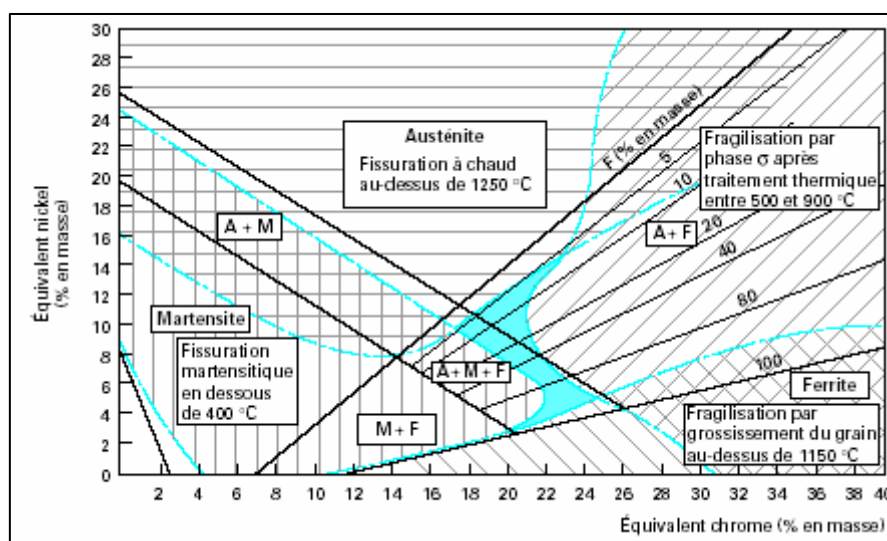 30
28
26
24
22
20
18
16
14
12
10
8
6
4
2
0
Équivalent nickel
(% en masse)
Austénite
Fissuration à chaud
au-dessus de 1250 °C
F (% en masse)
5
10
20
40
80
100
Fragilisation par
phase σ après
traitement thermique
entre 500 et 900 °C
A + M
A + F
Martensite
Fissuration
martensitique
en dessous
de 400 °C
A + M + F
M + F
Ferrite
Fragilisation par
grossissement du grain
au-dessus de 1150 °C
2 4 6 8 10 12 14 16 18 20 22 24 26 28 30 32 34 36 38 40
Équivalent chrome (% en masse)